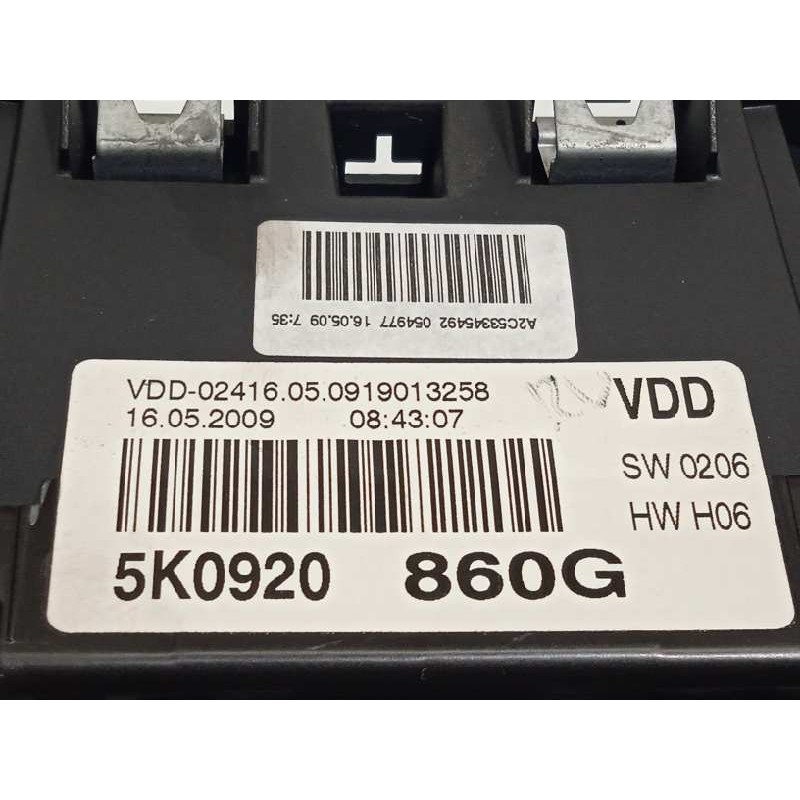 A2C53345492 054977 16.05.09 7:35
VDD-02416.05.0919013258
16.05.2009 08:43:07
VDD
SW 0206
HW H06
5K0920 860G